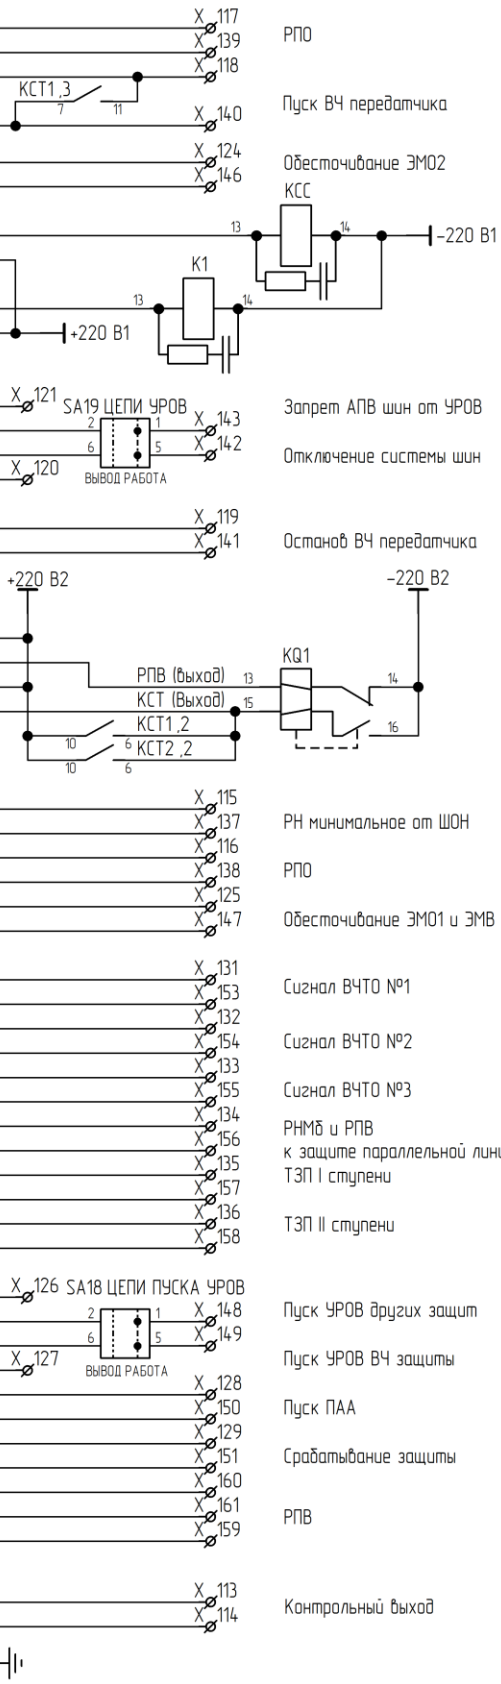 X 117
РПО
X 139
X 118
КСТ1,3
7 11
Пуск ВЧ передатчика
X 140
X 124
Обесточивание ЭМО2
X 146
КСС
13 14
-220 В1
К1
13 14
+220 В1
X 121
SA19 ЦЕПИ УРОВ
Запрет АПВ шин от УРОВ
2 1
X 143
6 5
X 142
Отключение системы шин
X 120
ВЫВОД РАБОТА
X 119
X 141
Останов ВЧ передатчика
+220 В2
-220 В2
KQ1
РПВ (выход) 13 14
КСТ (Выход) 15
КСТ1,2 16
10 6
КСТ2,2
10 6
X 115
X 137
РН минимальное от ШОН
X 116
X 138
РПО
X 125
X 147
Обесточивание ЭМО1 и ЭМВ
X 131
Сигнал ВЧТО №1
X 153
X 132
X 154
Сигнал ВЧТО №2
X 133
X 155
Сигнал ВЧТО №3
X 134
РНМб и РПВ
X 156
к защите параллельной лини
X 135
ТЗП I ступени
X 157
X 136
ТЗП II ступени
X 158
X 126
SA18 ЦЕПИ ПУСКА УРОВ
2 1
X 148
Пуск УРОВ других защит
6 5
X 149
X 127
Пуск УРОВ ВЧ защиты
ВЫВОД РАБОТА
X 128
X 150
Пуск ПАА
X 129
X 151
Срабатывание защиты
X 160
X 161
РПВ
X 159
X 113
Контрольный выход
X 114